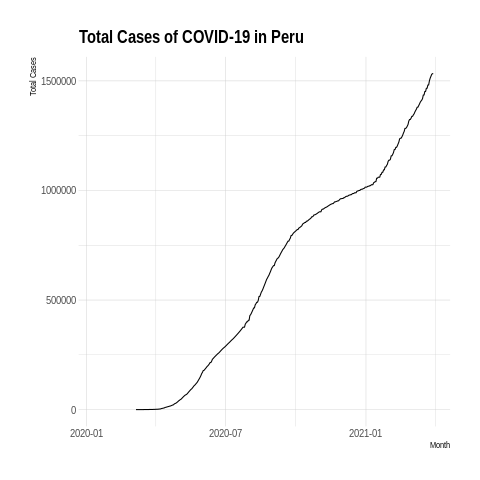 Total Cases of COVID-19 in Peru
Total Cases
1500000
1000000
500000
0
2020-01
2020-07
2021-01
Month